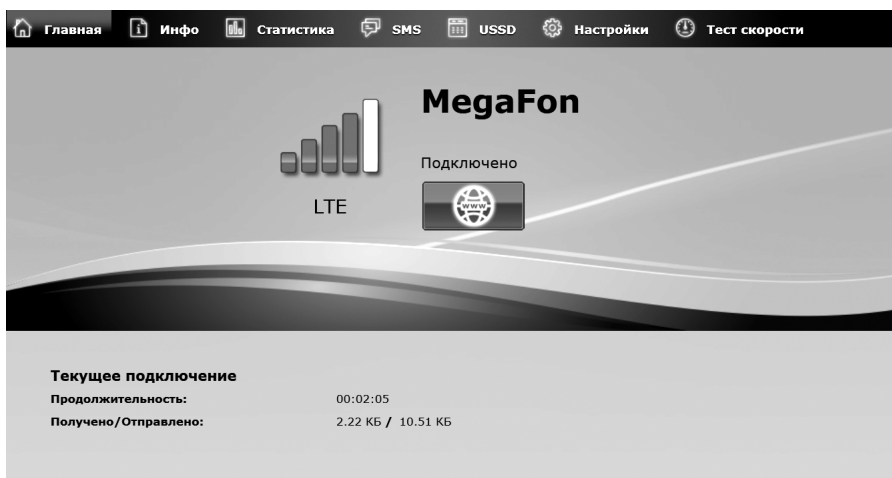 Главная Инфо Статистика SMS USSD Настройки Тест скорости
MegaFon
Подключено
www
LTE
Текущее подключение
Продолжительность: 00:02:05
Получено/Отправлено: 2.22 КБ / 10.51 КБ